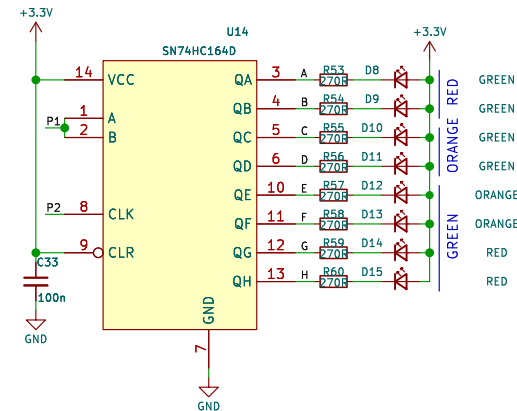 +3.3V
+3.3V
U14
SN74HC164D
14 VCC
QA 3 A R53 270R D8 GREEN
1 A
QB 4 B R54 270R D9 GREEN
P1
2 B
QC 5 C R55 270R D10 GREEN
QD 6 D R56 270R D11 GREEN
QE 10 E R57 270R D12 ORANGE
P2 8 CLK
QF 11 F R58 270R D13 ORANGE
9 CLR
QG 12 G R59 270R D14 RED
QH 13 H R60 270R D15 RED
RED
ORANGE
GREEN
C33
100n
GND
GND
7
GND